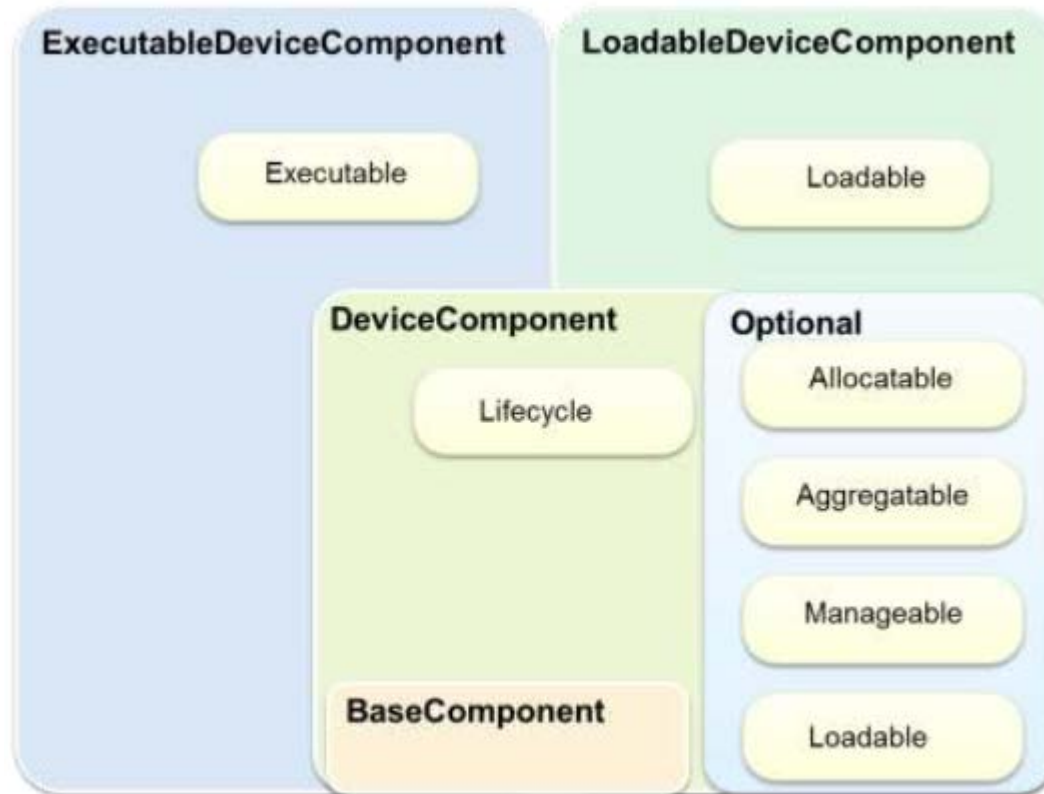 ExecutableDeviceComponent
LoadableDeviceComponent
Executable
Loadable
DeviceComponent
Optional
Lifecycle
Allocatable
Aggregatable
Manageable
BaseComponent
Loadable